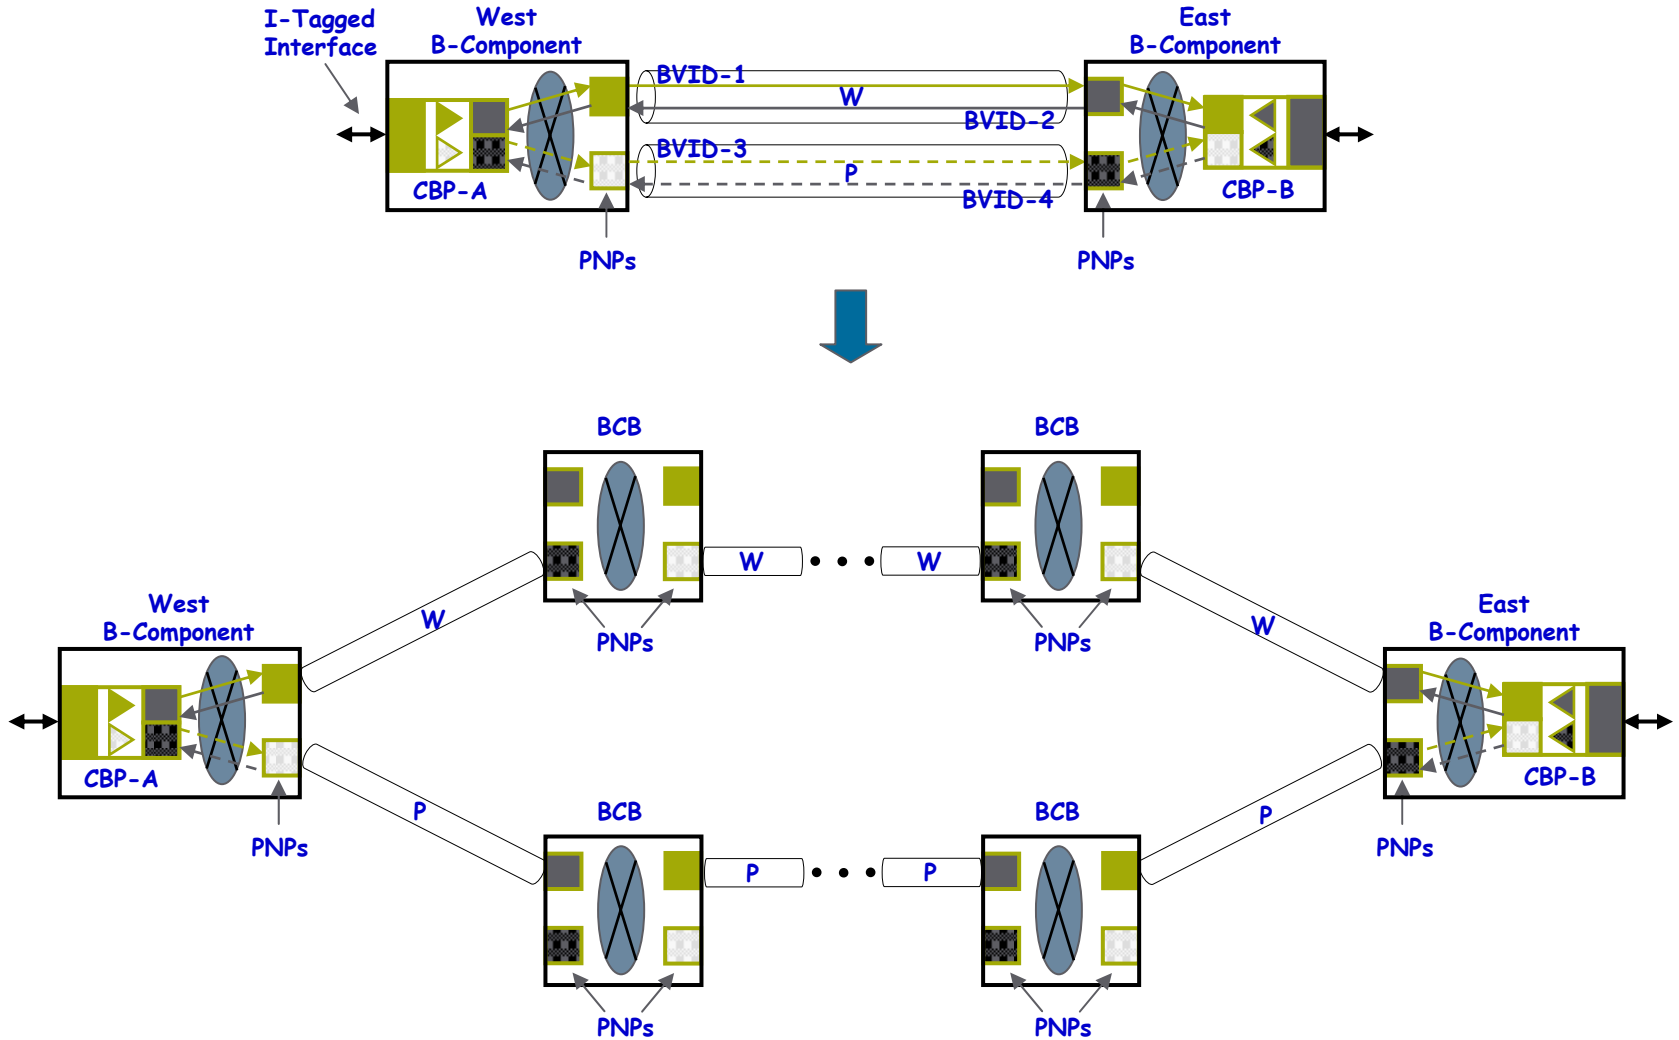 I-Tagged
Interface
West
B-Component
East
B-Component
BVID-1
W
BVID-2
BVID-3
P
BVID-4
CBP-A
CBP-B
PNPs
PNPs
BCB
BCB
W
W
PNPs
PNPs
West
B-Component
W
W
East
B-Component
CBP-A
CBP-B
P
P
PNPs
PNPs
BCB
BCB
P
P
PNPs
PNPs